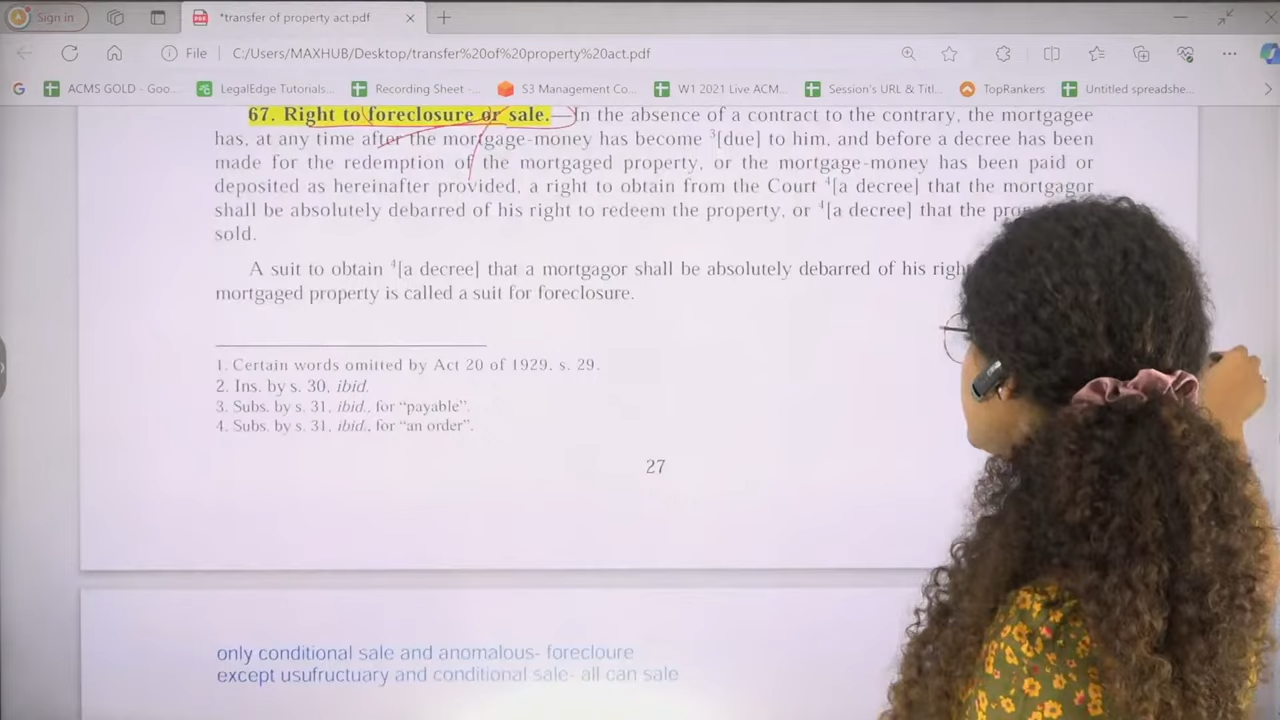 Sign in
*transfer of property act.pdf
File
C:/Users/MAXHUB/Desktop/transfer%20of%20property%20act.pdf
ACMS GOLD - Goo...
LegalEdge Tutorials...
Recording Sheet -...
S3 Management Co...
W1 2021 Live ACM...
Session's URL & Titl...
TopRankers
Untitled spreadshe...
67. Right to foreclosure or sale.—In the absence of a contract to the contrary, the mortgagee
has, at any time after the mortgage-money has become ³[due] to him, and before a decree has been
made for the redemption of the mortgaged property, or the mortgage-money has been paid or
deposited as hereinafter provided, a right to obtain from the Court ⁴[a decree] that the mortgagor
shall be absolutely debarred of his right to redeem the property, or ⁴[a decree] that the
sold.
A suit to obtain ⁴[a decree] that a mortgagor shall be absolutely debarred of his
mortgaged property is called a suit for foreclosure.
1. Certain words omitted by Act 20 of 1929, s. 29.
2. Ins. by s. 30, ibid.
3. Subs. by s. 31, ibid., for “payable”.
4. Subs. by s. 31, ibid., for “an order”.
27
only conditional sale and anomalous- forecloure
except usufructuary and conditional sale- all can sale